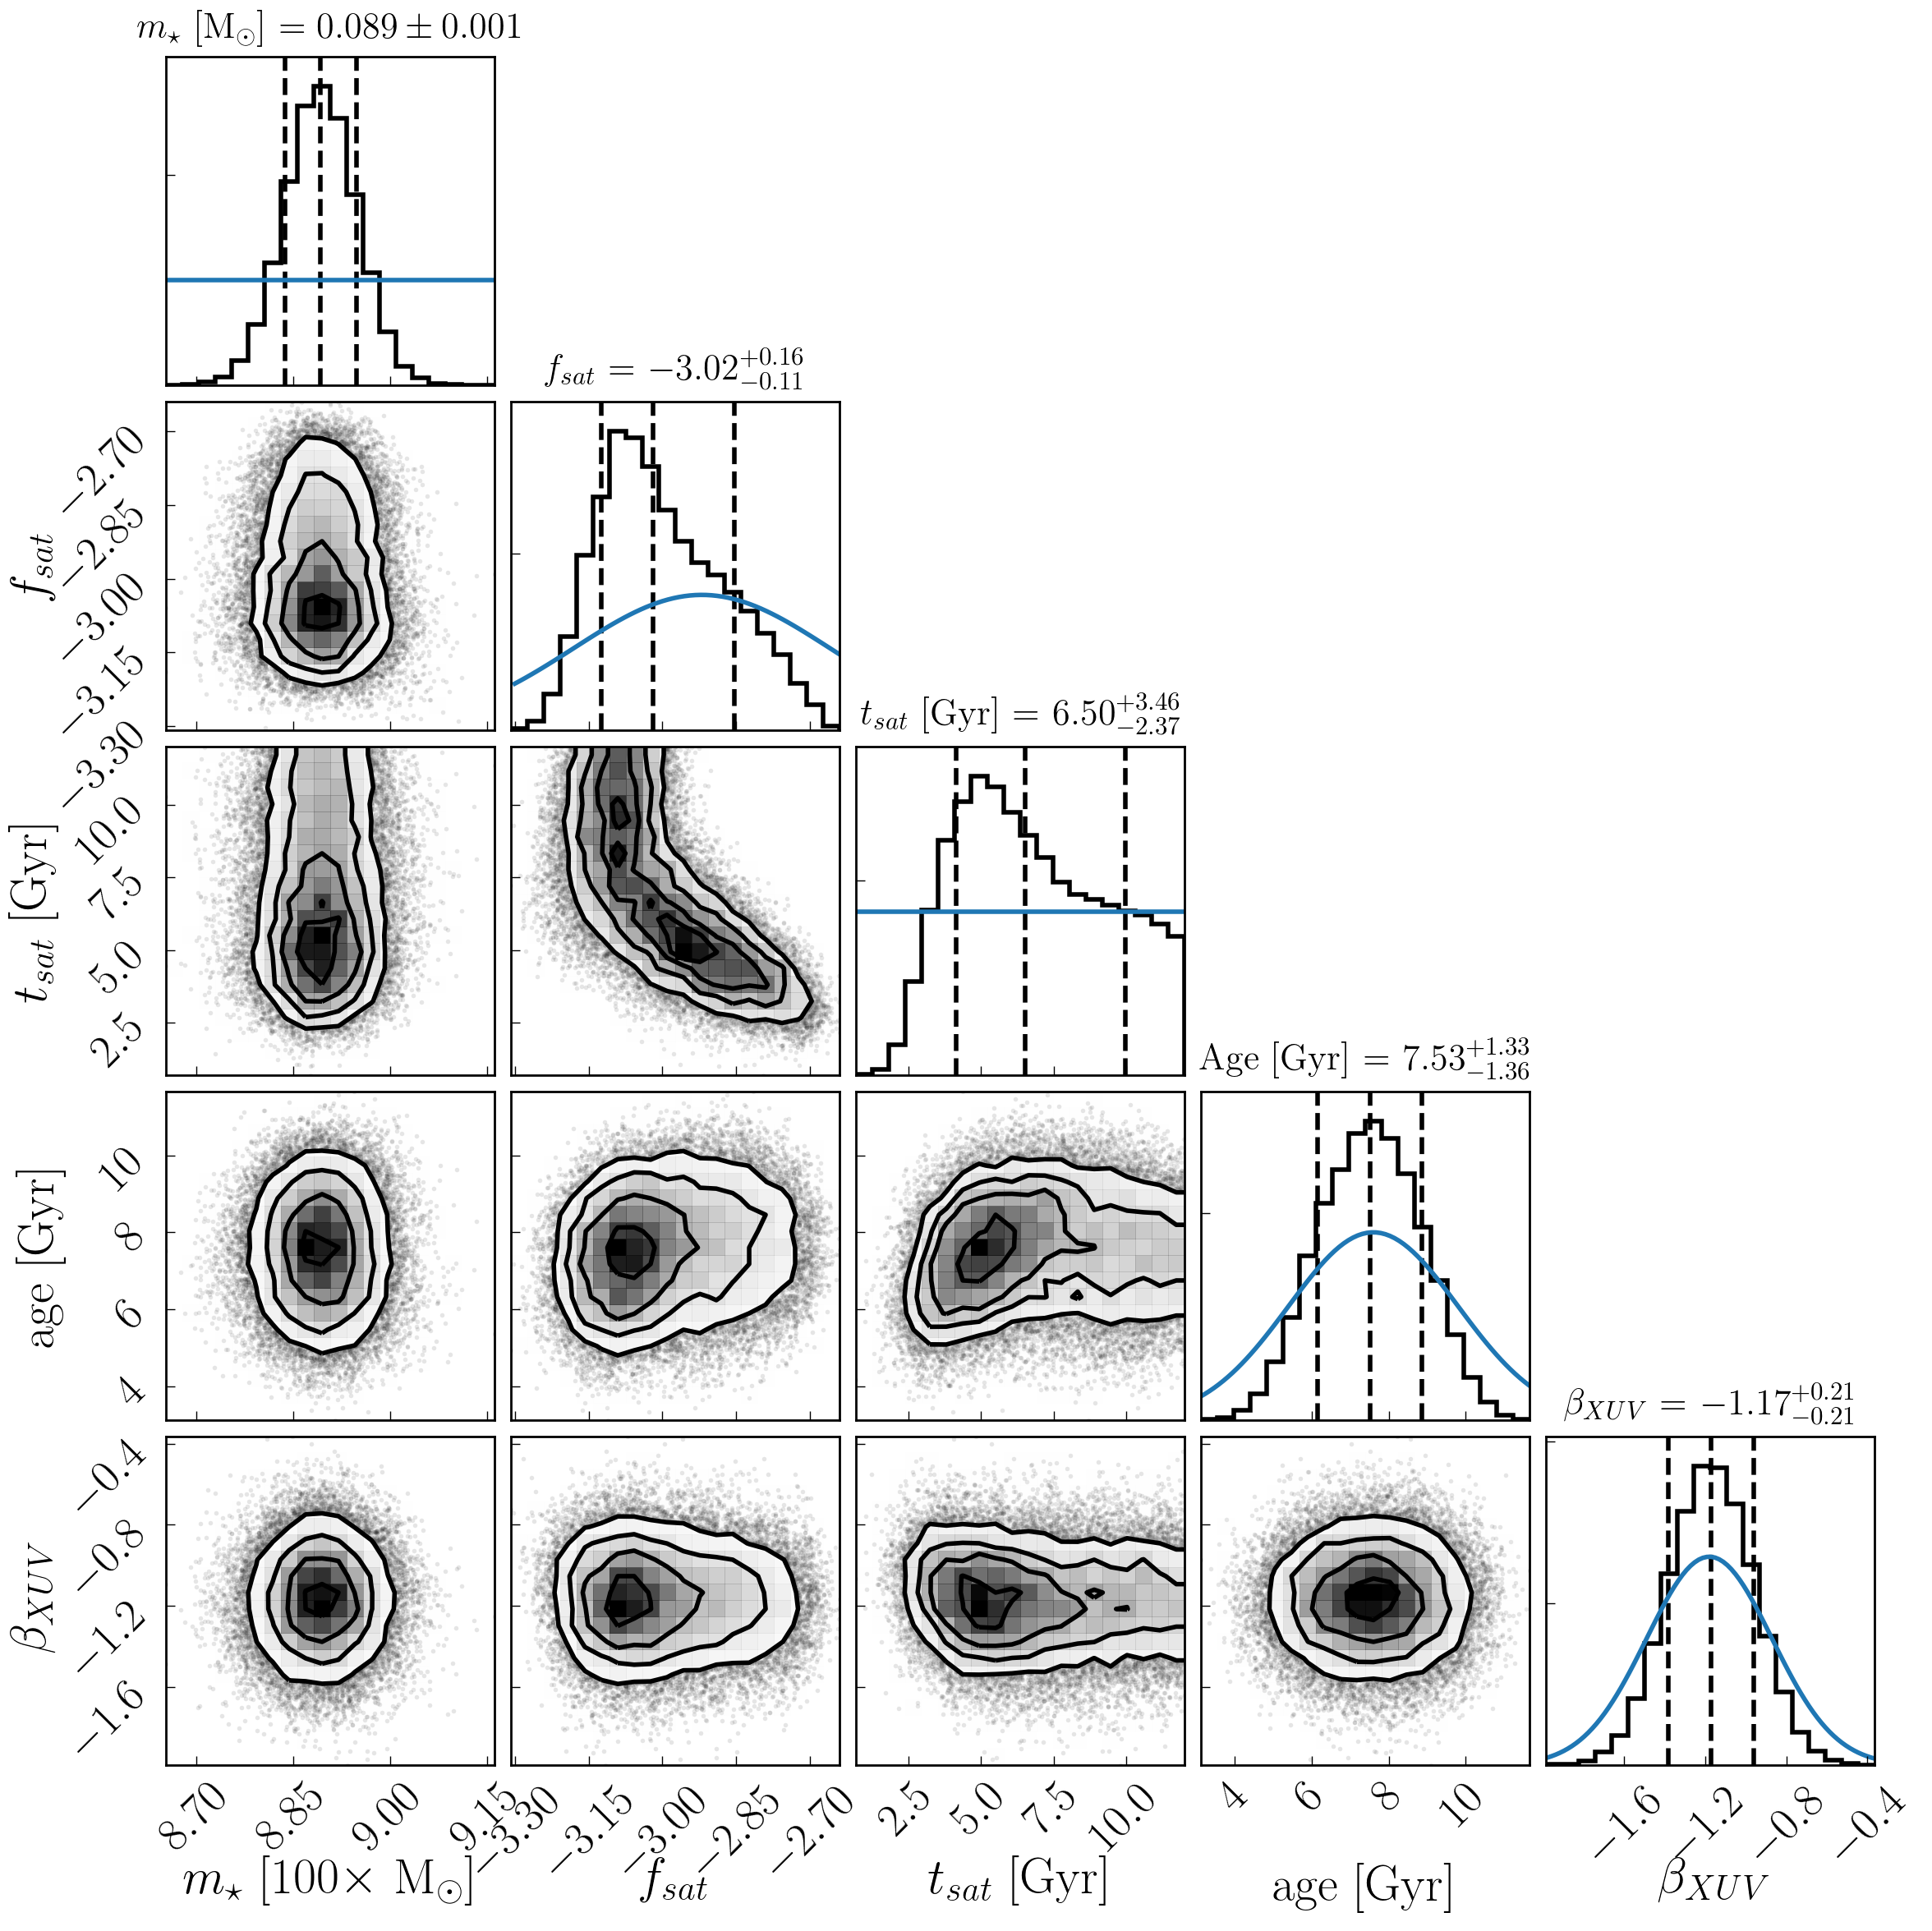 m⋆ [M⊙] = 0.089 ± 0.001
f_sat = −3.02^{+0.16}_{−0.11}
−2.70
−2.85
−3.00
−3.15
−3.30
f_sat
t_sat [Gyr] = 6.50^{+3.46}_{−2.37}
10.0
7.5
5.0
2.5
t_sat [Gyr]
Age [Gyr] = 7.53^{+1.33}_{−1.36}
10
8
6
4
age [Gyr]
β_XUV = −1.17^{+0.21}_{−0.21}
−0.4
−0.8
−1.2
−1.6
β_XUV
8.70 8.85 9.00 9.15 −3.30 −3.15 −3.00 −2.85 −2.70 2.5 5.0 7.5 10.0 4 6 8 10 −1.6 −1.2 −0.8 −0.4
m⋆ [100× M⊙] f_sat t_sat [Gyr] age [Gyr] β_XUV